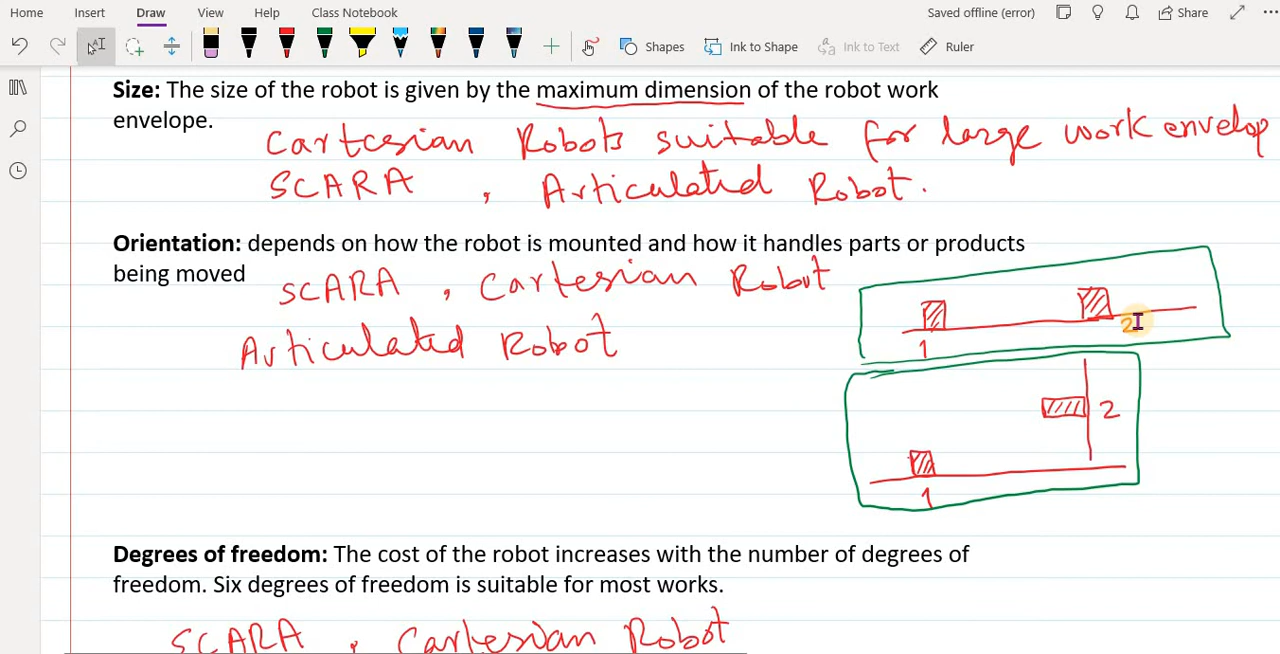 Home Insert Draw View Help Class Notebook Saved offline (error) Share
Shapes Ink to Shape Ink to Text Ruler
Size: The size of the robot is given by the maximum dimension of the robot work
envelope.
Cartesian Robots suitable for large work envelop
SCARA , Articulated Robot.
Orientation: depends on how the robot is mounted and how it handles parts or products
being moved
SCARA , Cartesian Robot
Articulated Robot
1 2
2
1
Degrees of freedom: The cost of the robot increases with the number of degrees of
freedom. Six degrees of freedom is suitable for most works.
SCARA , Cartesian Robot